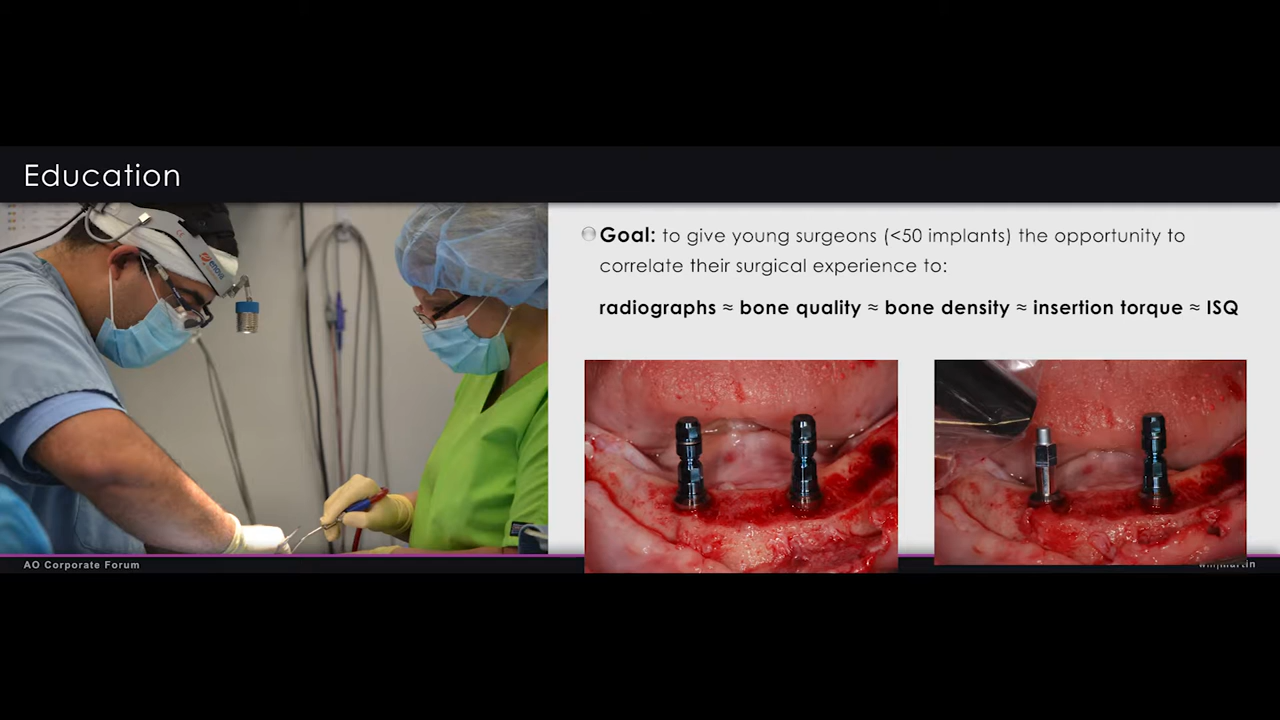 Education
enova
Goal: to give young surgeons (<50 implants) the opportunity to
correlate their surgical experience to:
radiographs ≈ bone quality ≈ bone density ≈ insertion torque ≈ ISQ
AO Corporate Forum